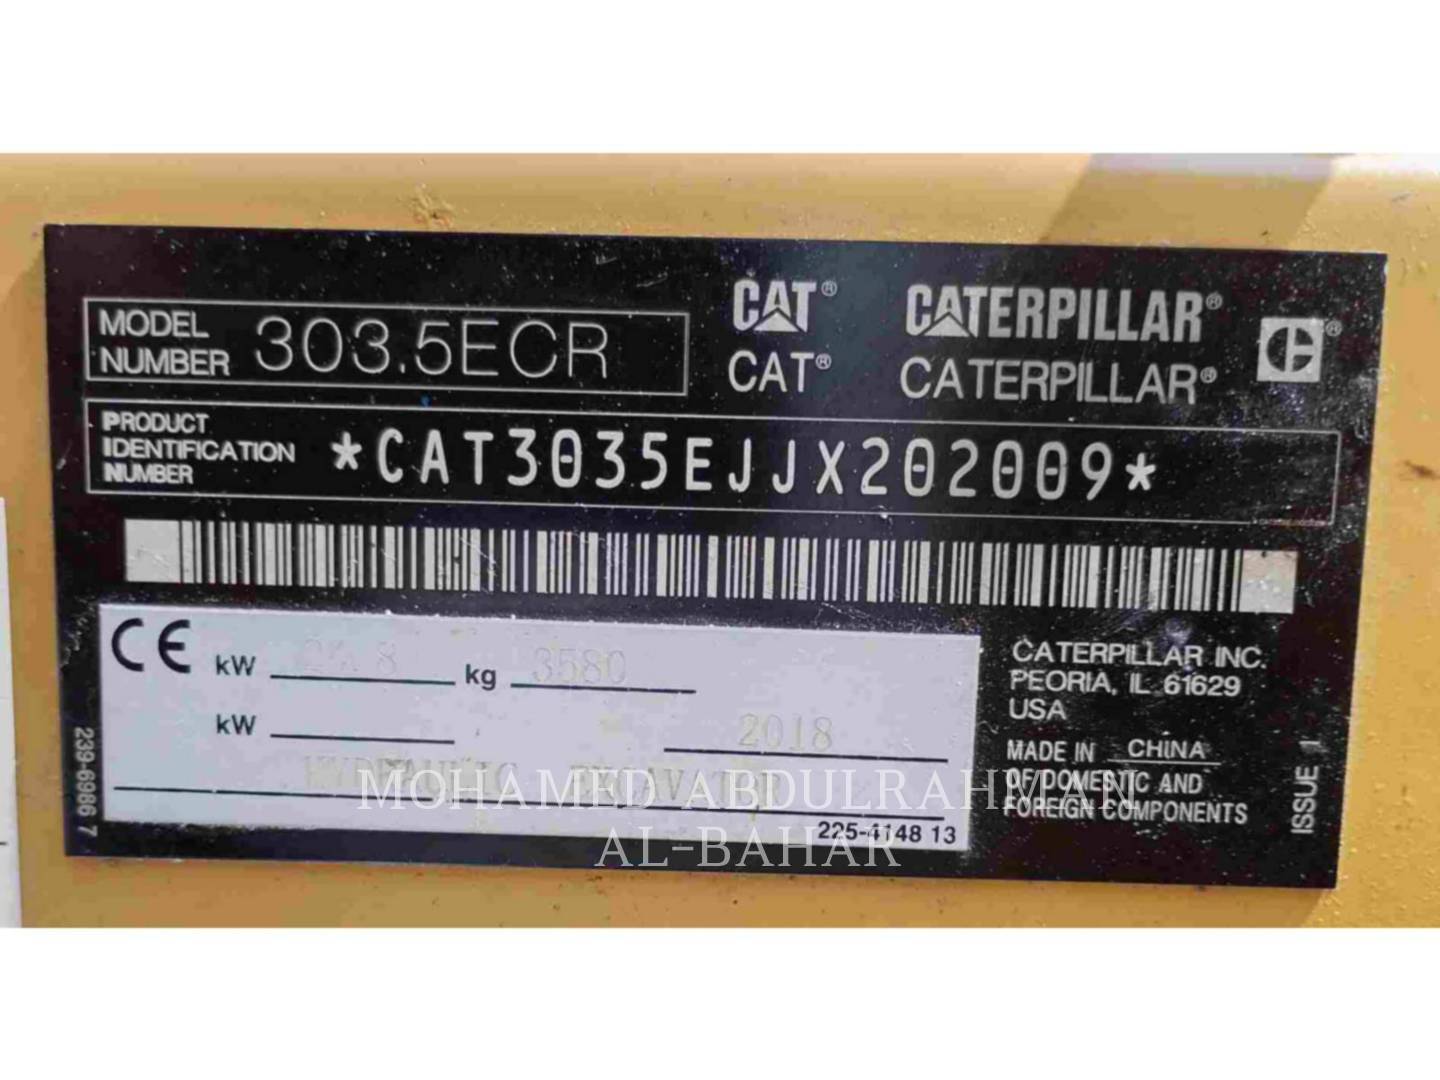 MODEL NUMBER 303.5ECR
CAT® CATERPILLAR®
CAT® CATERPILLAR®
PRODUCT IDENTIFICATION NUMBER *CAT3035EJJX202009*
CE kW kg 3580
kW 2018
HYDRAULIC EXCAVATOR
225-4148 13
239-6986 7
CATERPILLAR INC.
PEORIA, IL 61629
USA
MADE IN CHINA
OF DOMESTIC AND
FOREIGN COMPONENTS
ISSUE 1
MOHAMED ABDULRAHMAN
AL-BAHAR